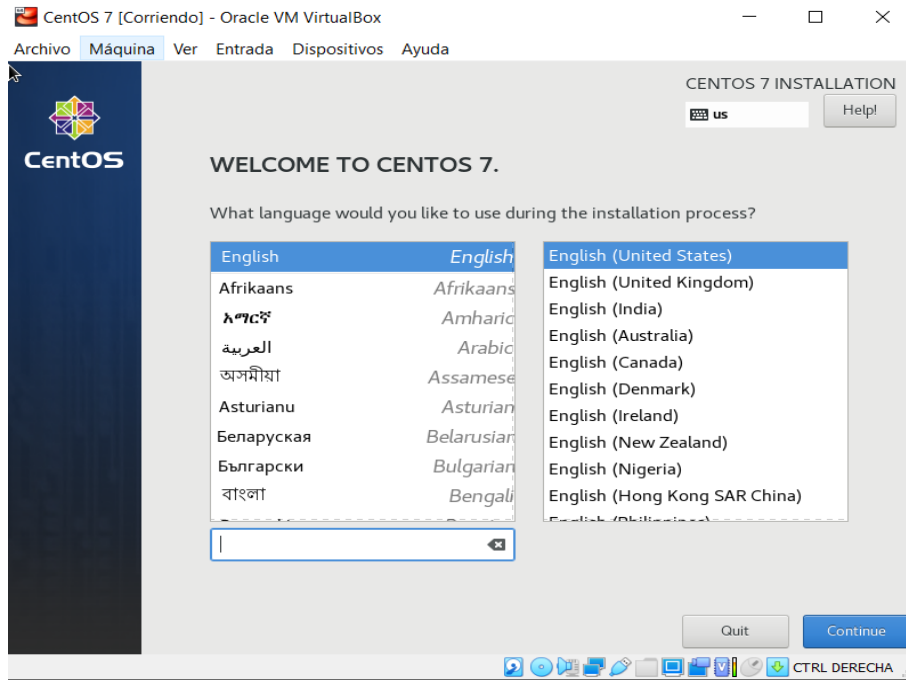 CentOS 7 [Corriendo] - Oracle VM VirtualBox
Archivo Máquina Ver Entrada Dispositivos Ayuda
CentOS
CENTOS 7 INSTALLATION
us
Help!
WELCOME TO CENTOS 7.
What language would you like to use during the installation process?
English English
Afrikaans Afrikaans
አማርኛ Amharic
العربية Arabic
অসমীয়া Assamese
Asturianu Asturian
Беларуская Belarusian
Български Bulgarian
বাংলা Bengali
English (United States)
English (United Kingdom)
English (India)
English (Australia)
English (Canada)
English (Denmark)
English (Ireland)
English (New Zealand)
English (Nigeria)
English (Hong Kong SAR China)
English (Philippines)
Quit
Continue
CTRL DERECHA